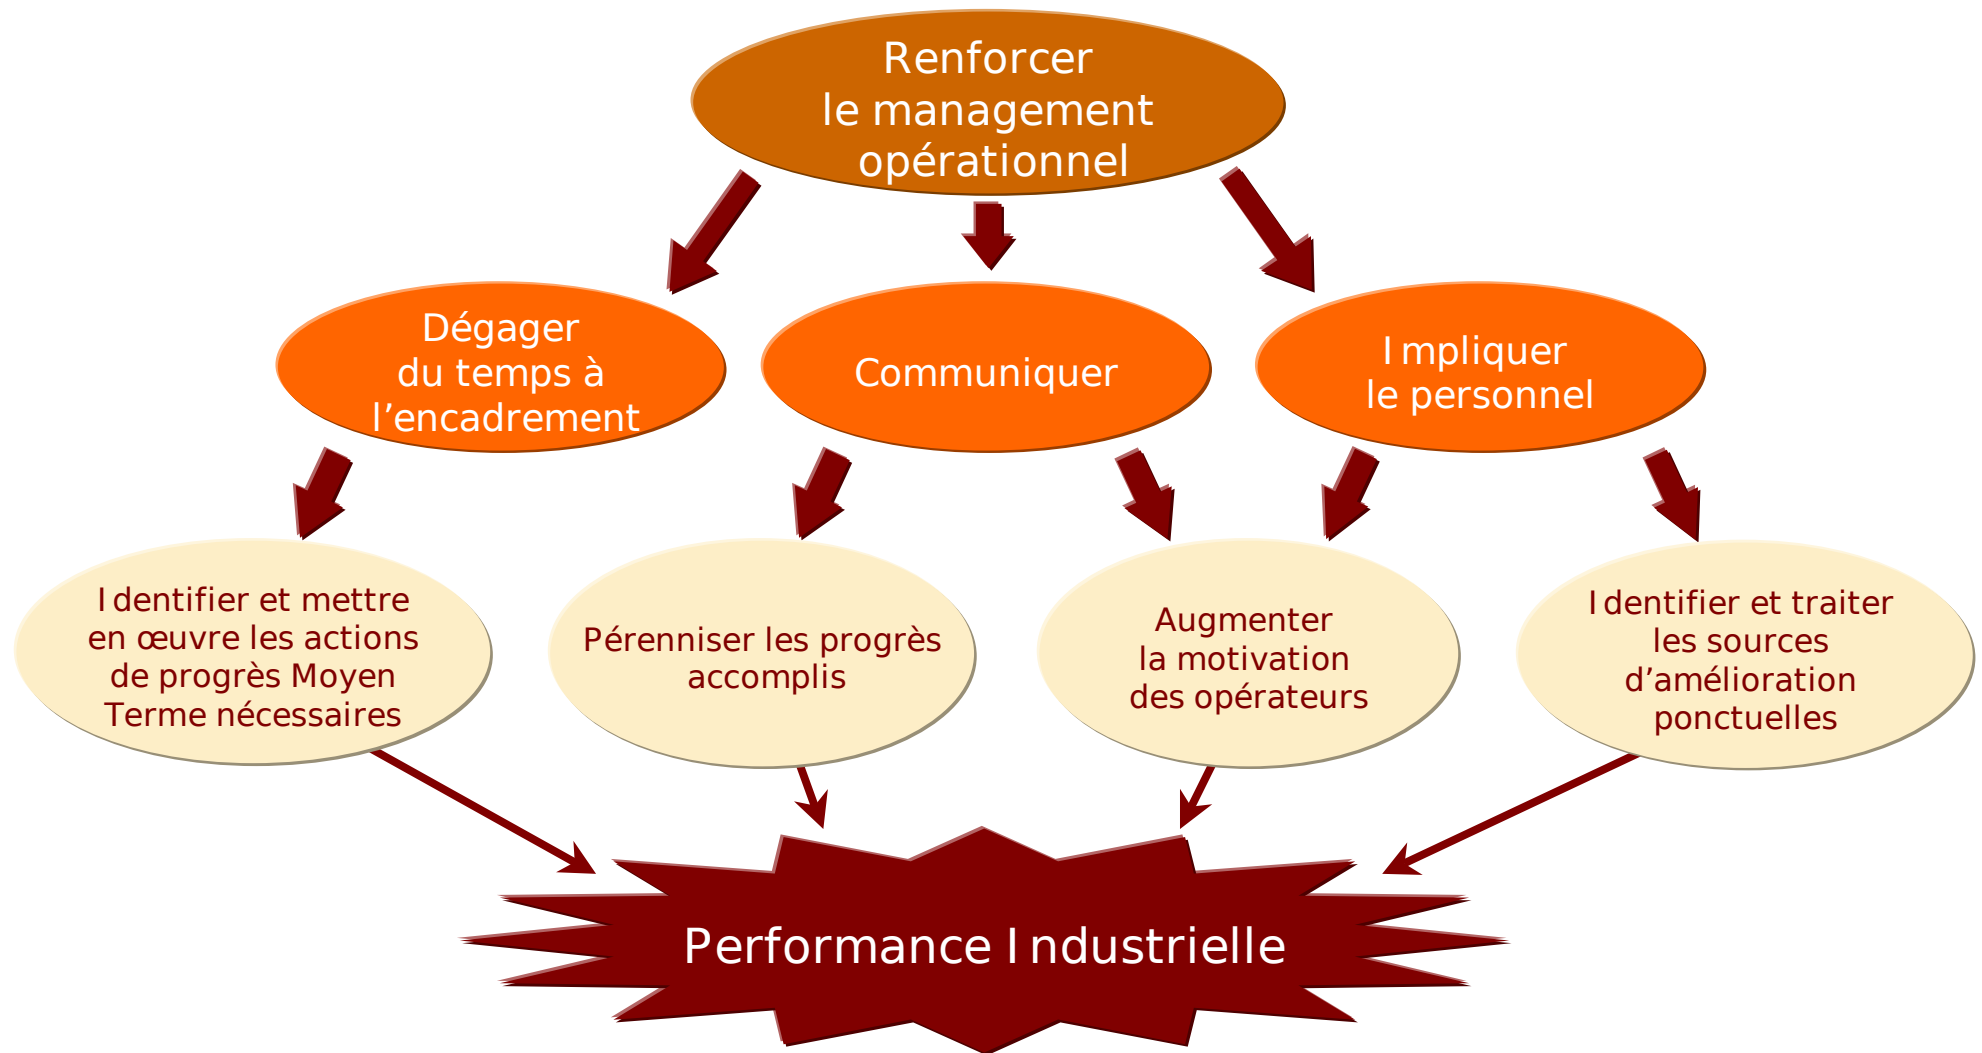 Renforcer
le management
opérationnel
Dégager
du temps à
l’encadrement
Communiquer
Impliquer
le personnel
Identifier et mettre
en œuvre les actions
de progrès Moyen
Terme nécessaires
Pérenniser les progrès
accomplis
Augmenter
la motivation
des opérateurs
Identifier et traiter
les sources
d’amélioration
ponctuelles
Performance Industrielle